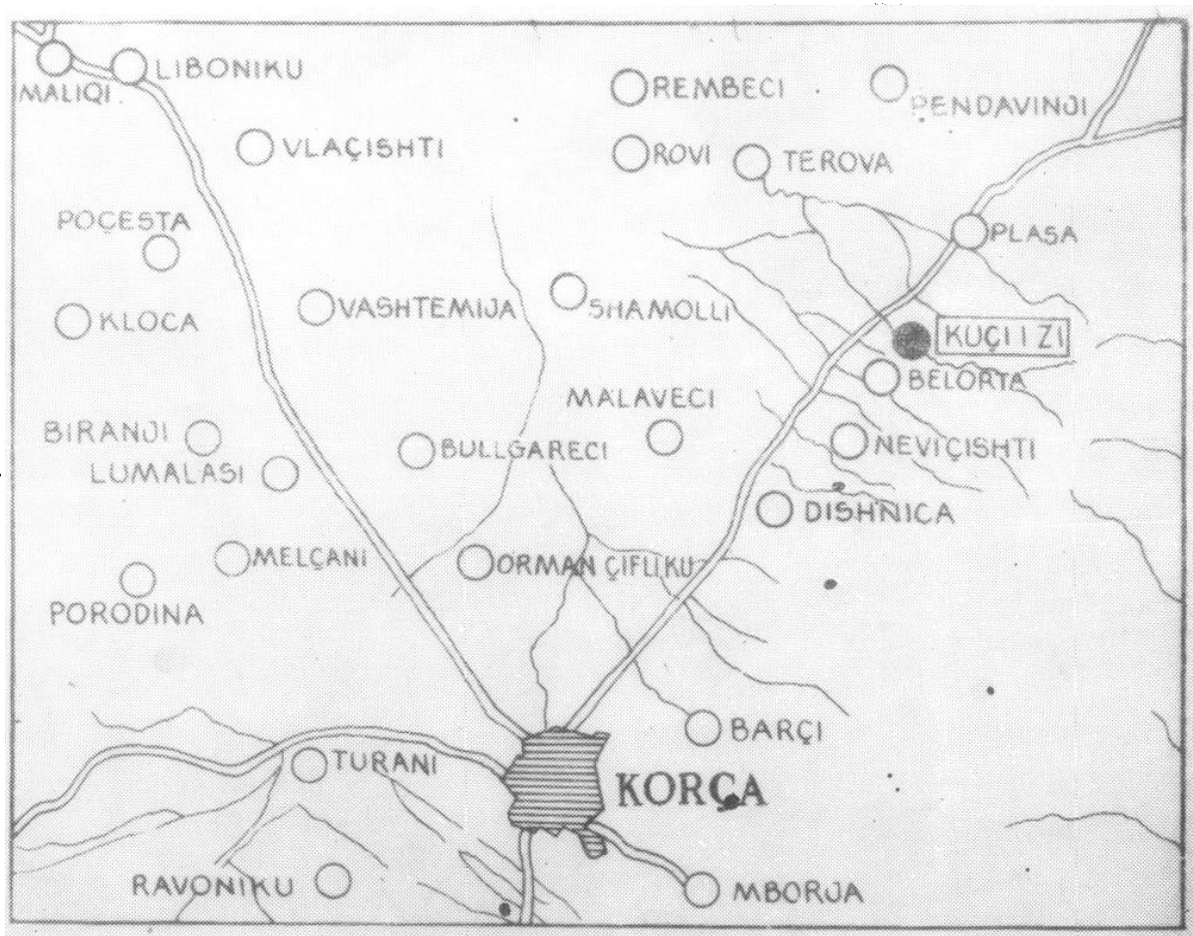 LIBONIKU
MALIQI
REMBECI
PENDAVINJI
VLAÇISHTI
ROVI
TEROVA
POÇESTA
PLASA
VASHTEMIJA
SHAMOLLI
KLOCA
KUÇI I ZI
BELORTA
MALAVECI
BIRANJI
BULLGARECI
NEVIÇISHTI
LUMALASI
DISHNICA
MELÇANI
ORMAN ÇIFLIKU
PORODINA
BARÇI
TURANI
KORÇA
RAVONIKU
MBORJA